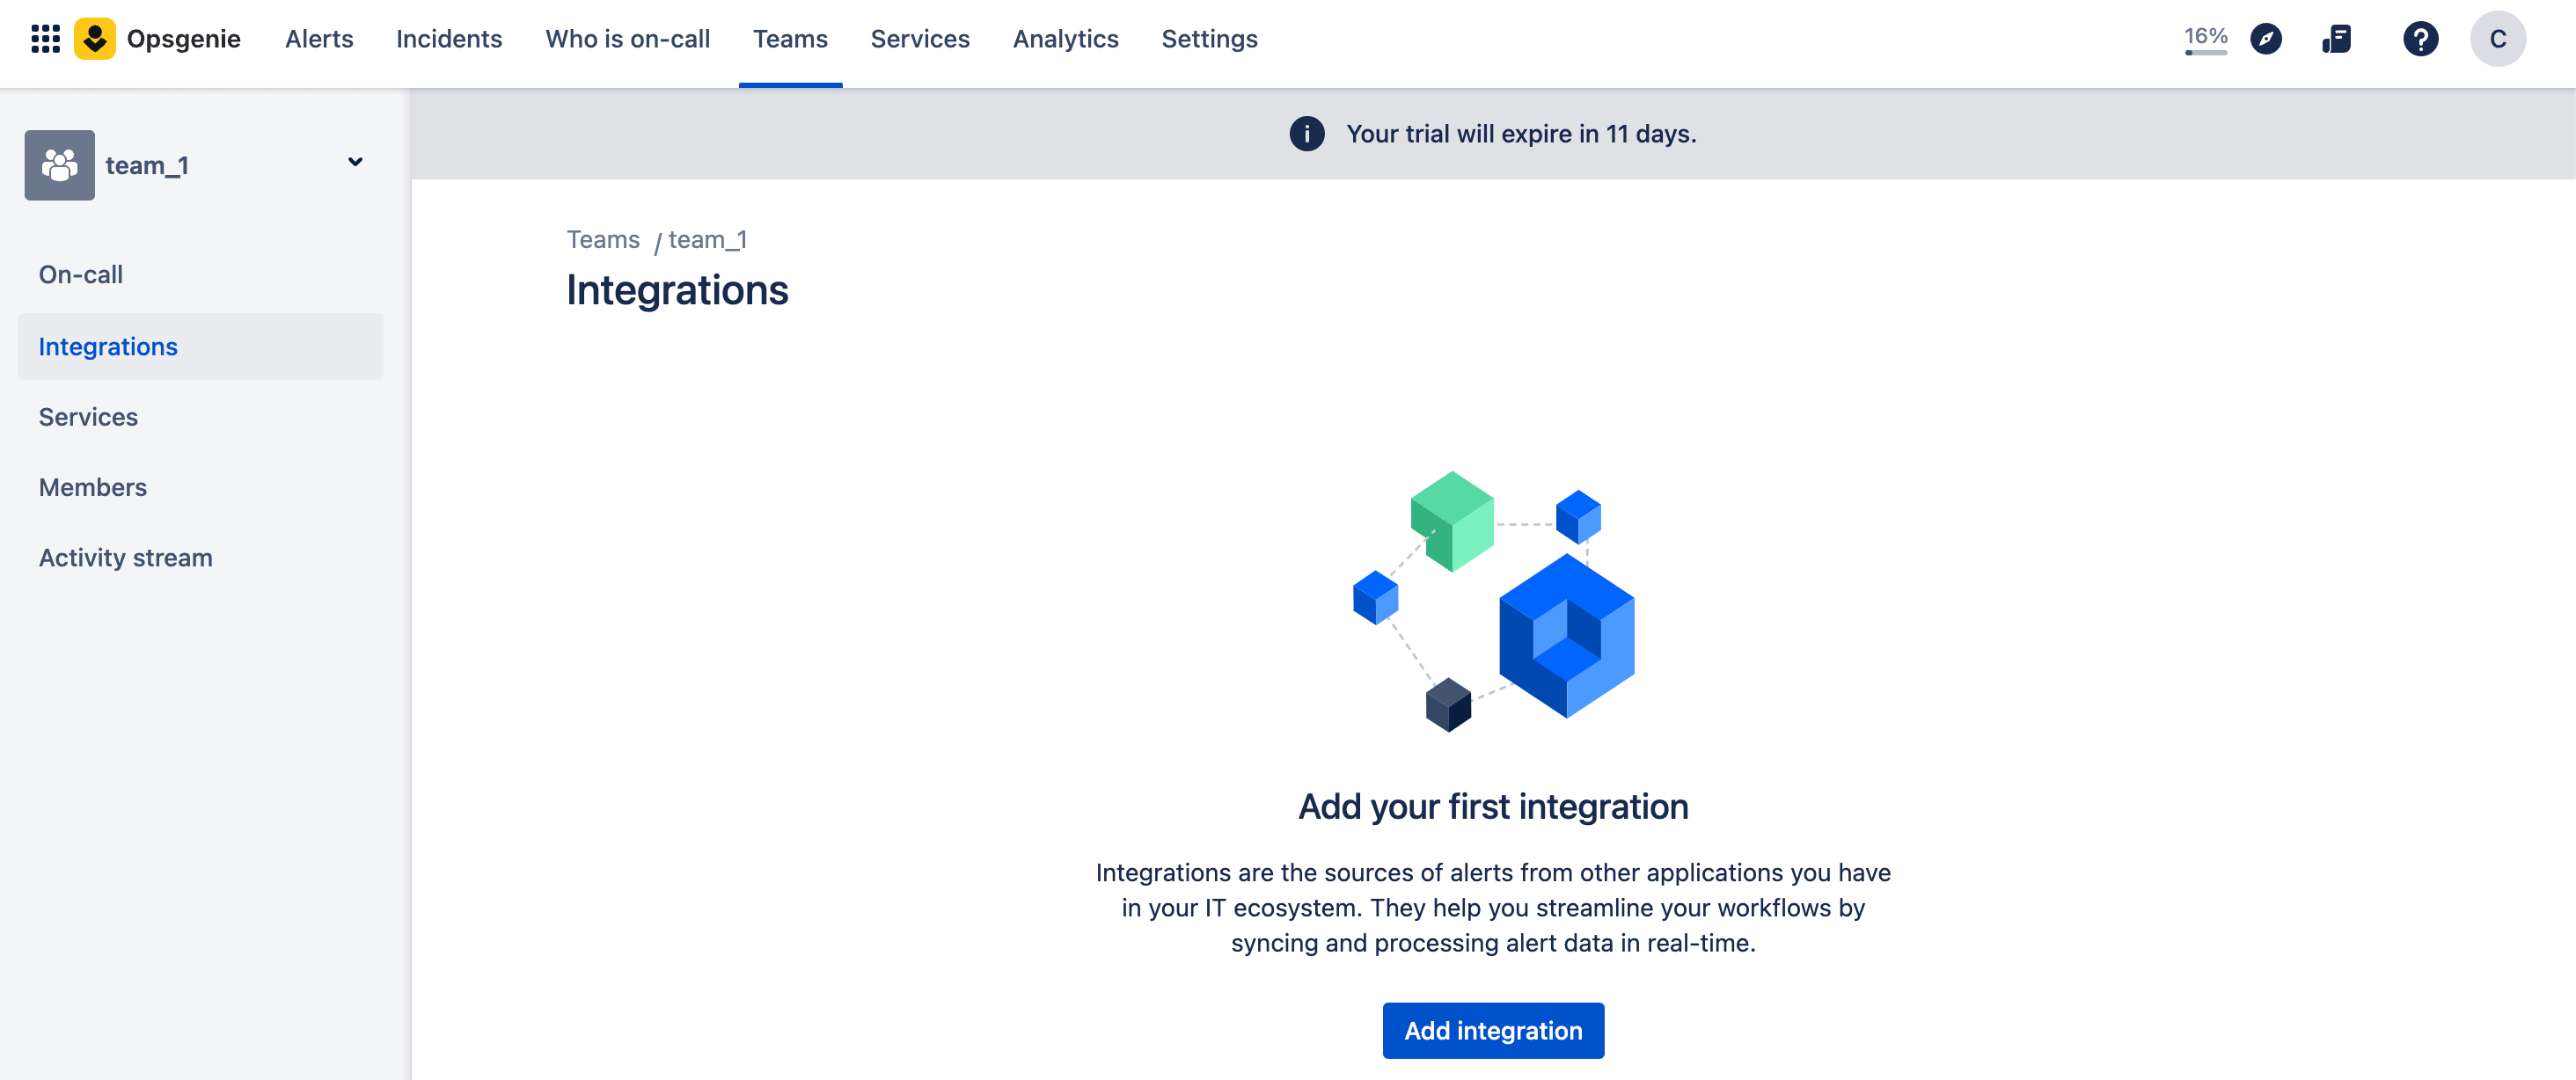 Opsgenie Alerts Incidents Who is on-call Teams Services Analytics Settings 16% C
team_1
On-call
Integrations
Services
Members
Activity stream
Your trial will expire in 11 days.
Teams / team_1
Integrations
Add your first integration
Integrations are the sources of alerts from other applications you have
in your IT ecosystem. They help you streamline your workflows by
syncing and processing alert data in real-time.
Add integration